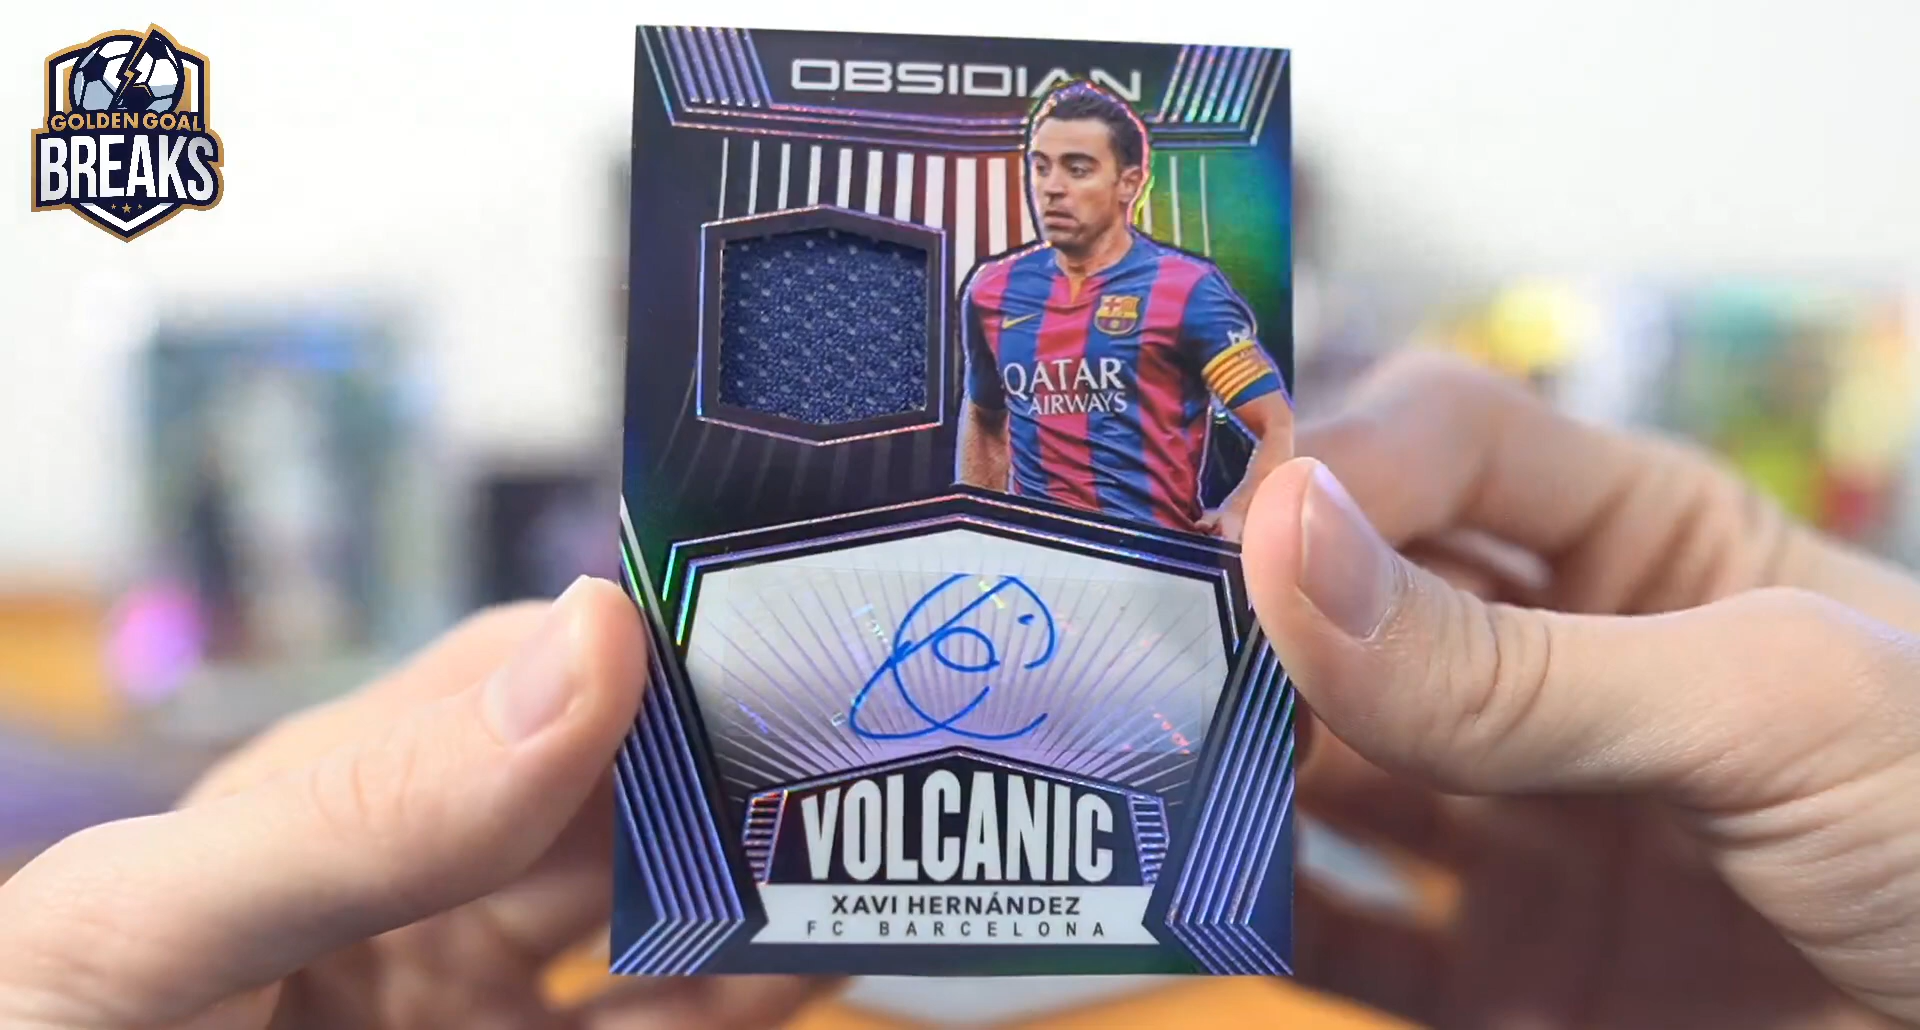 GOLDEN GOAL
BREAKS
OBSIDIAN
QATAR
AIRWAYS
VOLCANIC
XAVI HERNÁNDEZ
FC BARCELONA